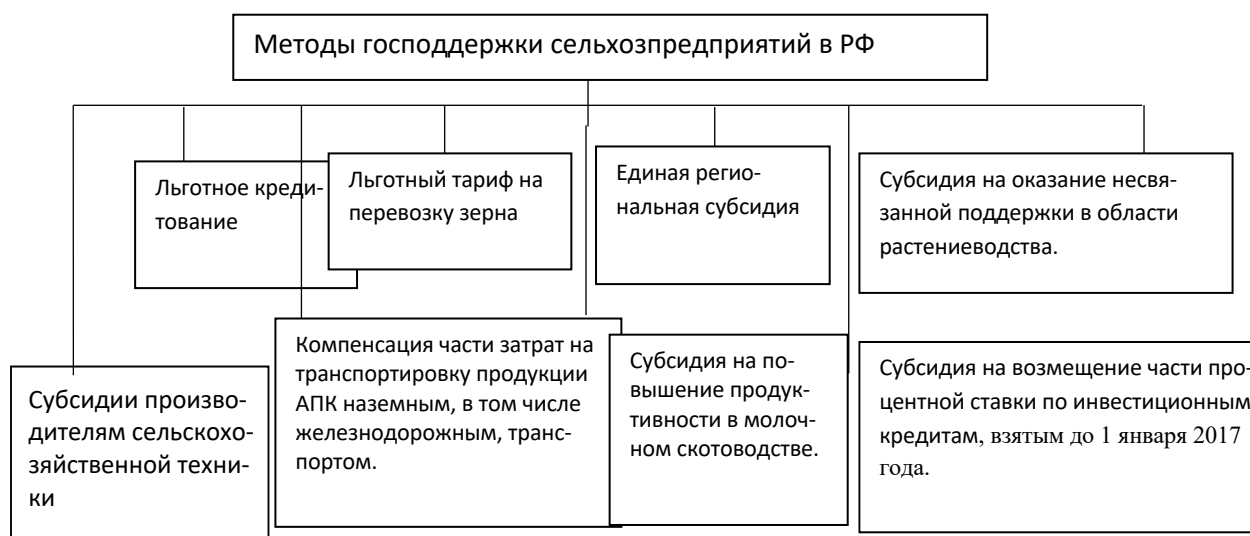 Методы господдержки сельхозпредприятий в РФ
Льготное креди-
тование
Льготный тариф на
перевозку зерна
Единая регио-
нальная субсидия
Субсидия на оказание несвя-
занной поддержки в области
растениеводства.
Субсидии произво-
дителям сельскохо-
зяйственной техни-
ки
Компенсация части затрат на
транспортировку продукции
АПК наземным, в том числе
железнодорожным, транс-
портом.
Субсидия на по-
вышение продук-
тивности в молоч-
ном скотоводстве.
Субсидия на возмещение части про-
центной ставки по инвестиционным
кредитам, взятым до 1 января 2017
года.